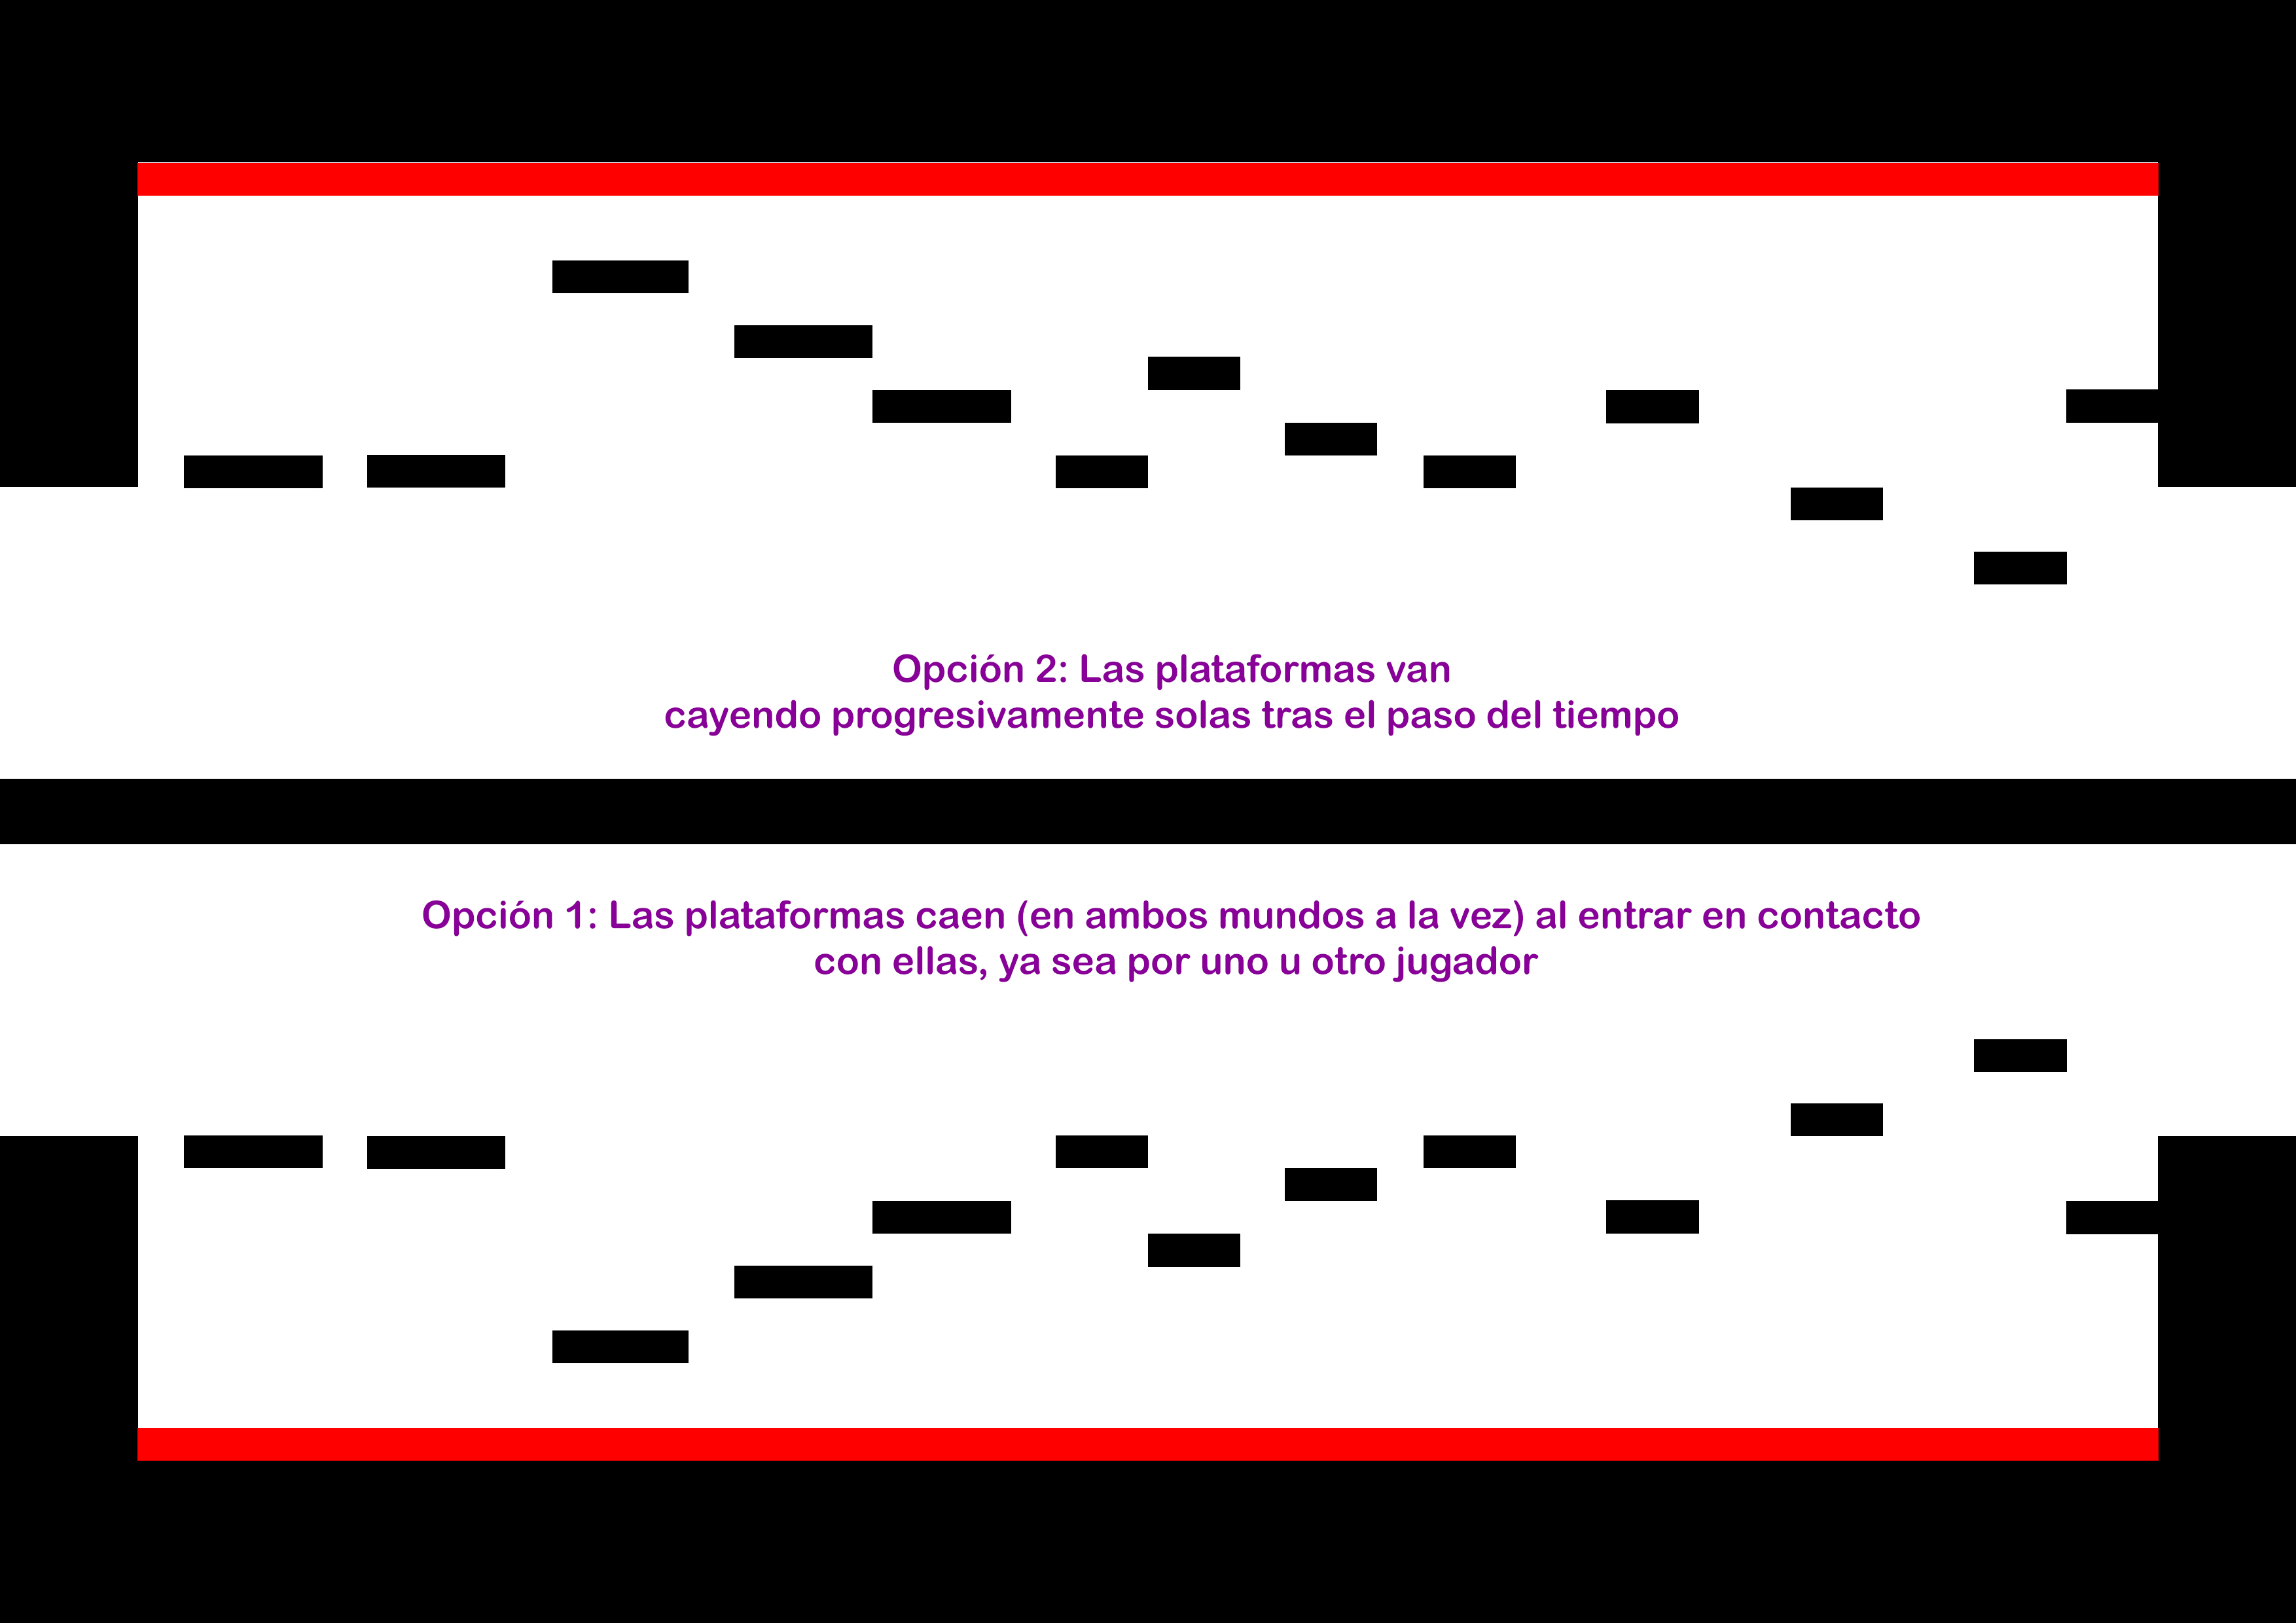 Opción 2: Las plataformas van
cayendo progresivamente solas tras el paso del tiempo
Opción 1: Las plataformas caen (en ambos mundos a la vez) al entrar en contacto
con ellas, ya sea por uno u otro jugador